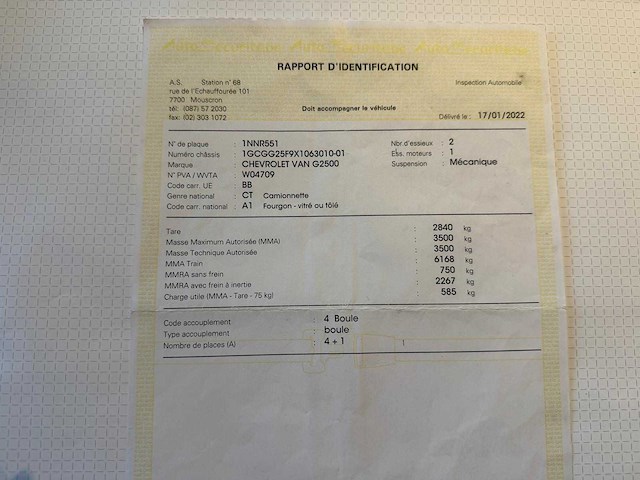 Auto Sécurité Auto Sécurité Auto Sécurité
RAPPORT D'IDENTIFICATION
A.S. Station n° 68
rue de l'Echauffourée 101
7700 Mouscron
tél: (087) 57 2030
fax: (02) 303 1072
Inspection Automobile
Doit accompagner le véhicule
Délivré le : 17/01/2022
N° de plaque : 1NNR551
Numéro châssis : 1GCGG25F9X1063010-01
Marque : CHEVROLET VAN G2500
N° PVA / WVTA : W04709
Code carr. UE : BB
Genre national : CT Camionnette
Code carr. national : A1 Fourgon - vitré ou tôlé
Nbr d'essieux : 2
Ess. moteurs : 1
Suspension : Mécanique
Tare : 2840 kg
Masse Maximum Autorisée (MMA) : 3500 kg
Masse Technique Autorisée : 3500 kg
MMA Train : 6168 kg
MMRA sans frein : 750 kg
MMRA avec frein à inertie : 2267 kg
Charge utile (MMA - Tare - 75 kg) : 585 kg
Code accouplement : 4 Boule
Type accouplement : boule
Nombre de places (A) : 4 + 1